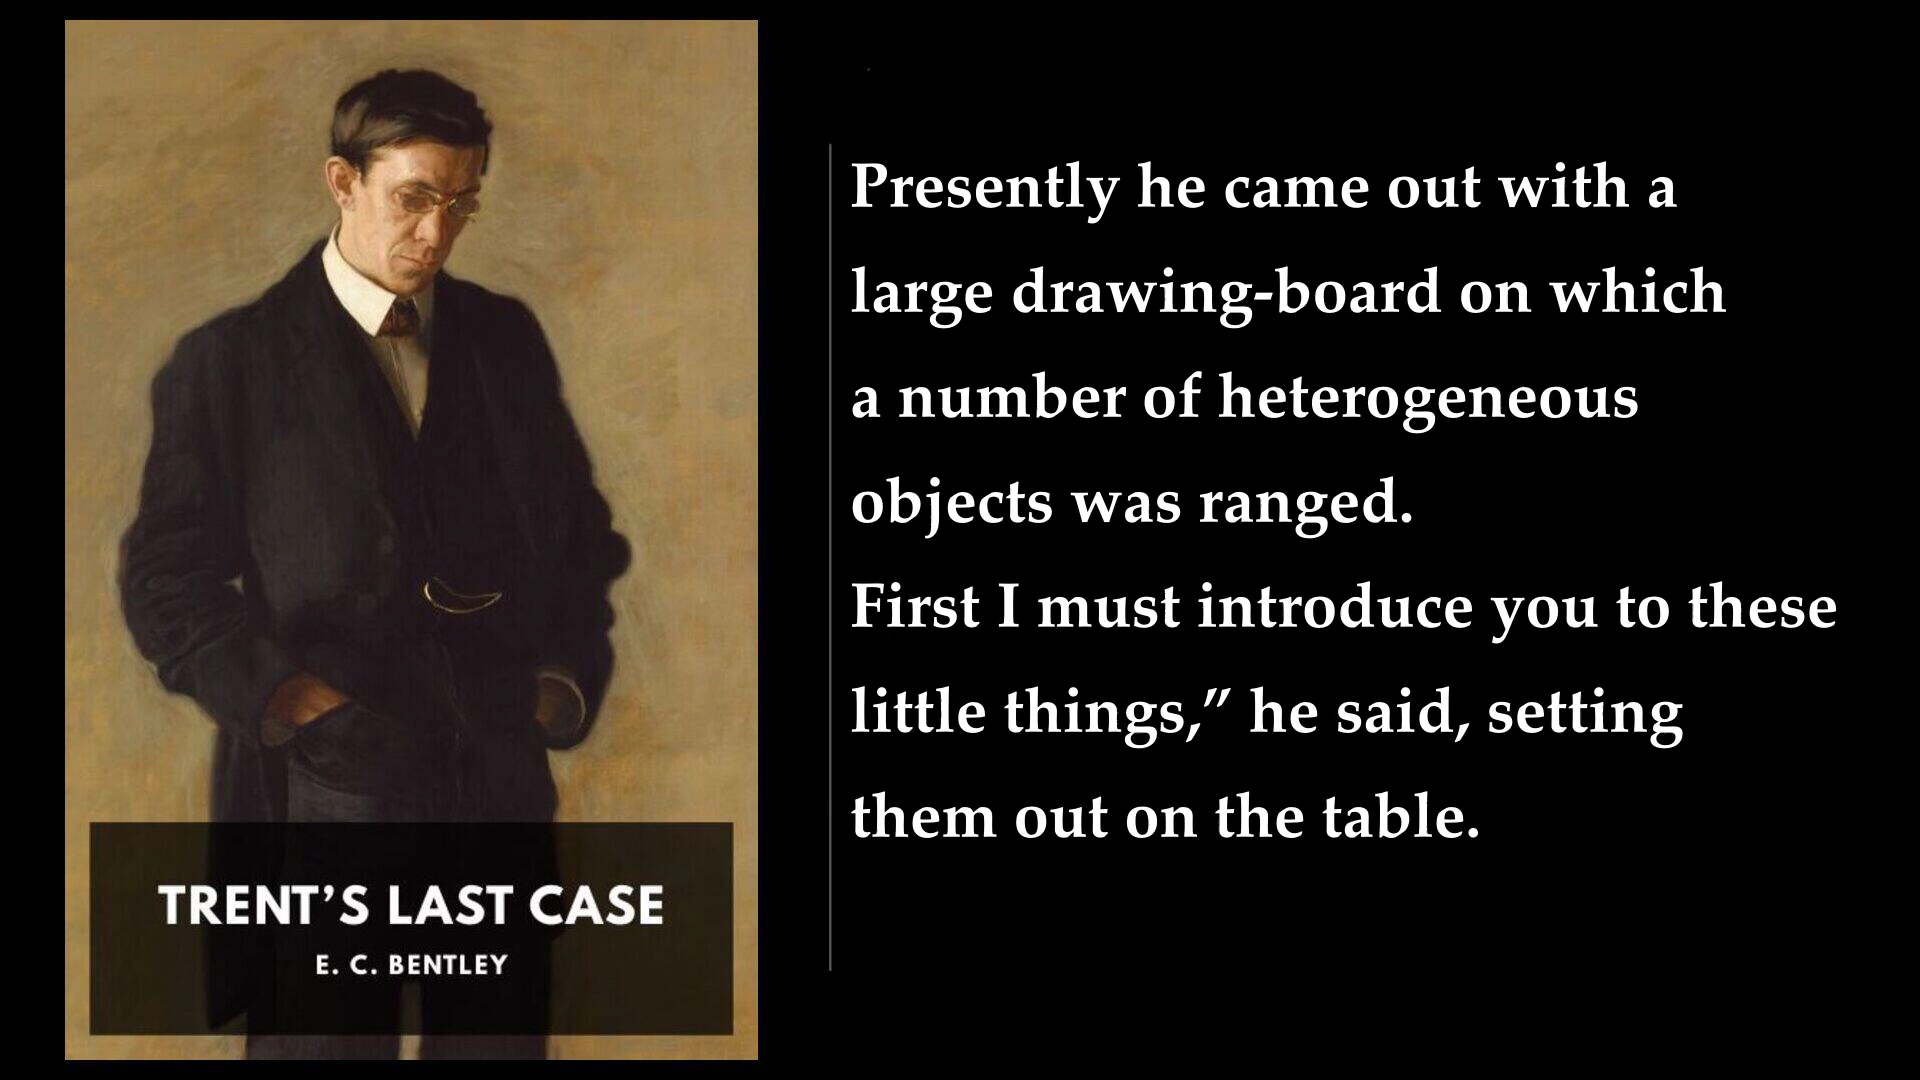 TRENT’S LAST CASE
E. C. BENTLEY
Presently he came out with a
large drawing-board on which
a number of heterogeneous
objects was ranged.
First I must introduce you to these
little things,” he said, setting
them out on the table.